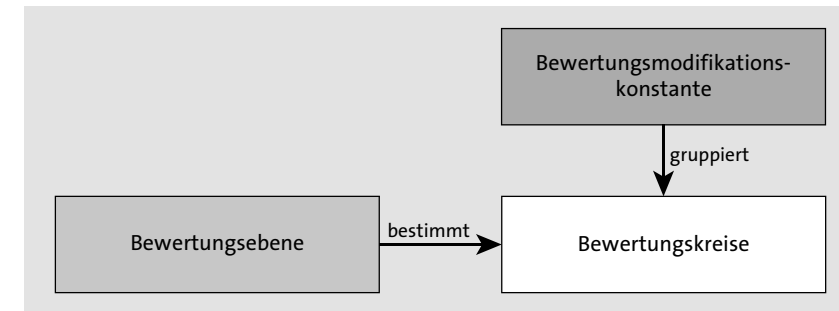 Bewertungsmodifikations-
konstante
gruppiert
Bewertungsebene
bestimmt
Bewertungskreise